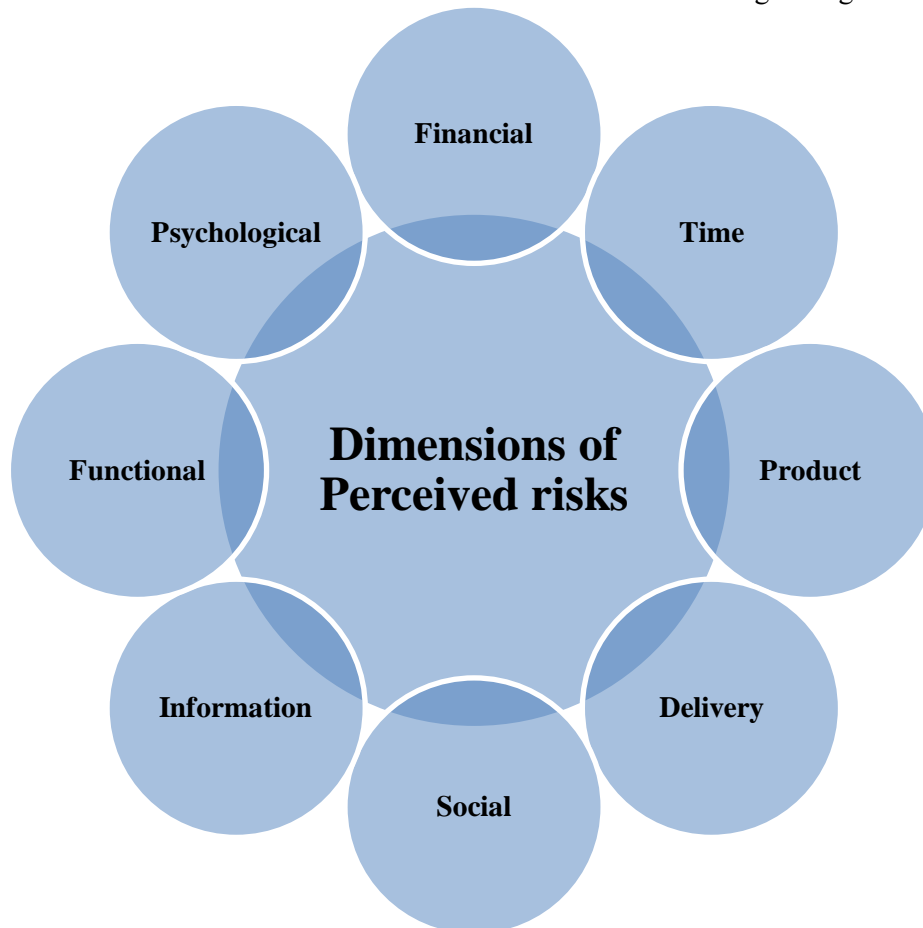 Financial
Time
Product
Delivery
Social
Information
Functional
Psychological
Dimensions of
Perceived risks